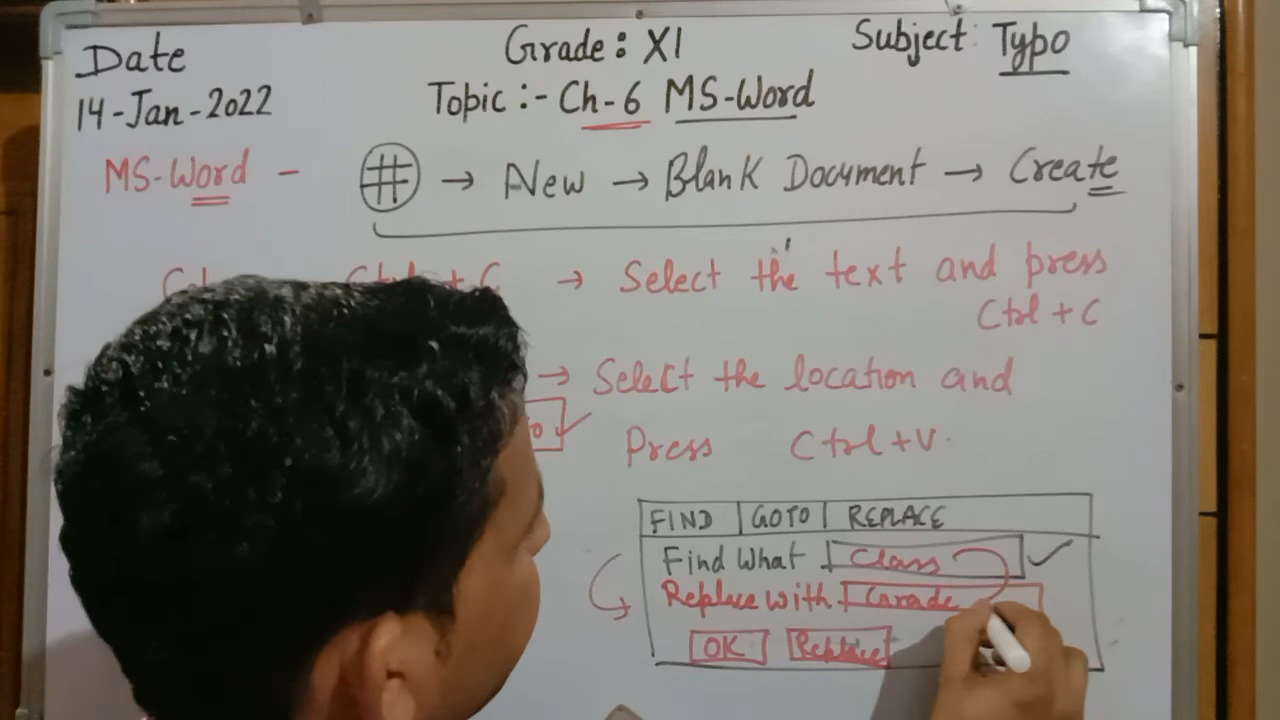 Date
Grade: XI
Subject: Typo
14-Jan-2022
Topic :- Ch-6 MS-Word
MS-Word - # → New → Blank Document → Create
Ctrl + C → Select the text and press
Ctrl + C
→ Select the location and
Press Ctrl+V
FIND GOTO REPLACE
Find What Class
Replace with Grade
OK Replace